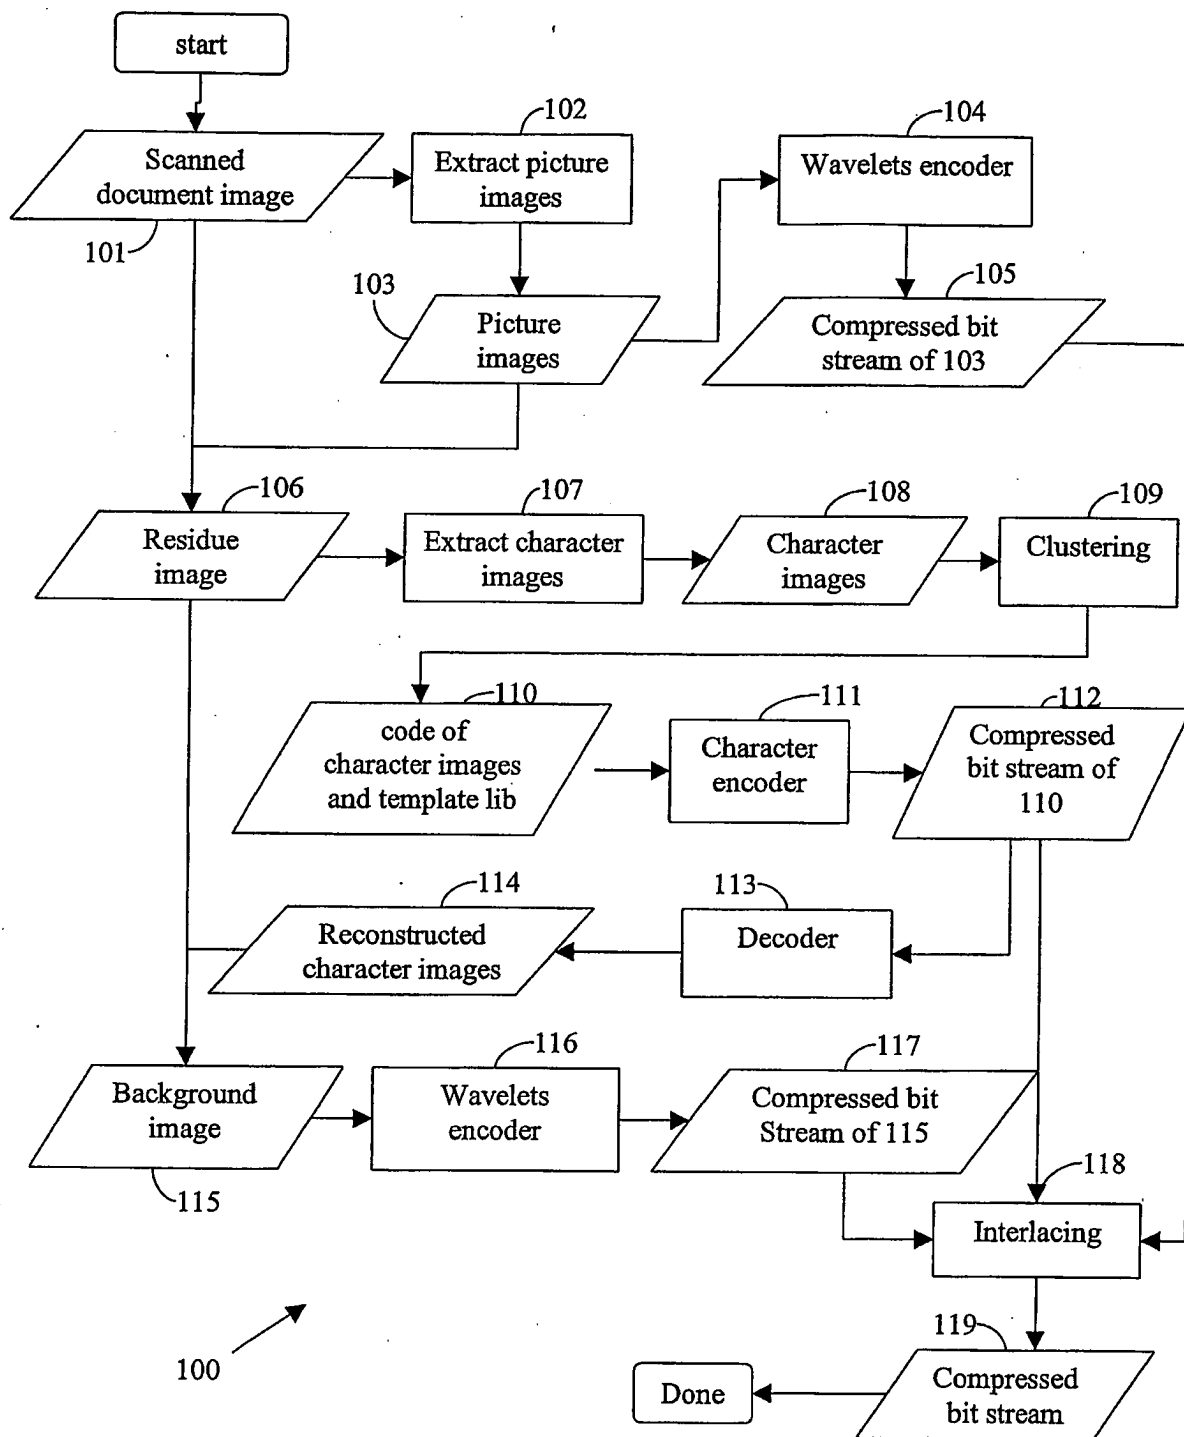 start
102
104
Scanned
document image
Extract picture
images
Wavelets encoder
101
103
105
Picture
images
Compressed bit
stream of 103
106
107
108
109
Residue
image
Extract character
images
Character
images
Clustering
110
111
112
code of
character images
and template lib
Character
encoder
Compressed
bit stream of
110
114
113
Reconstructed
character images
Decoder
116
117
Background
image
Wavelets
encoder
Compressed bit
Stream of 115
115
118
Interlacing
100
119
Done
Compressed
bit stream